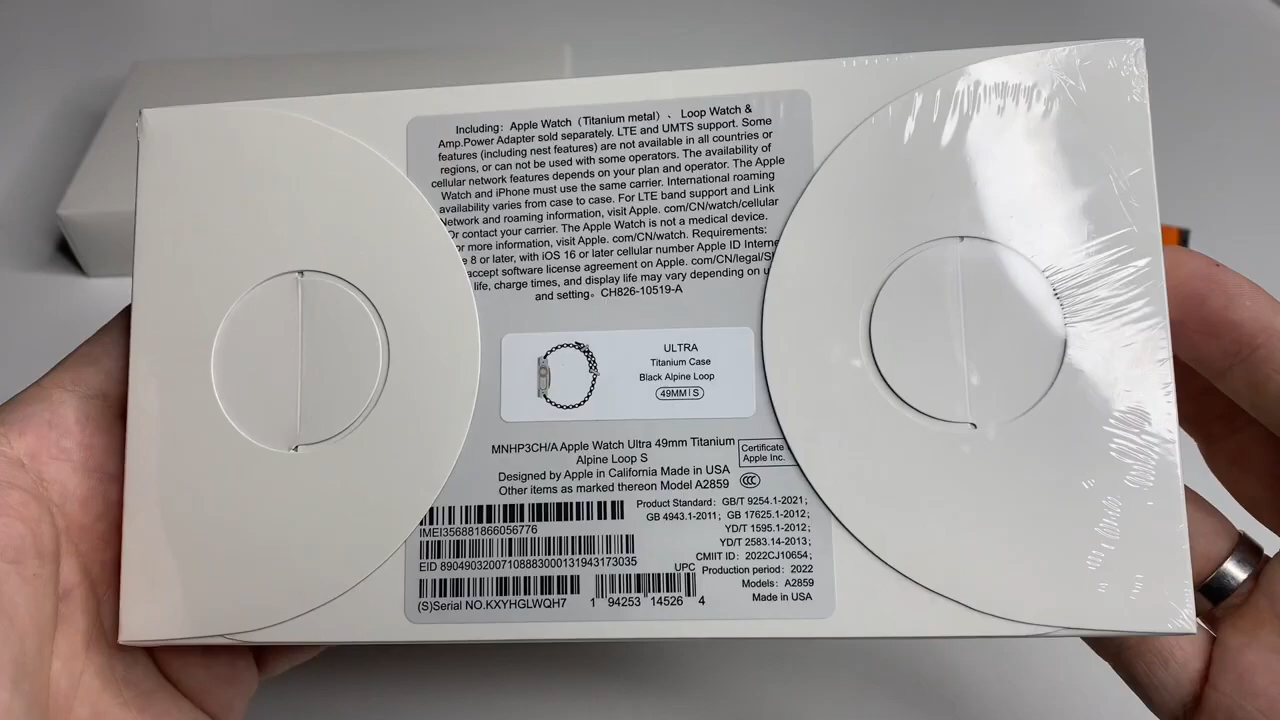 Including: Apple Watch (Titanium metal) 、 Loop Watch &
Amp.Power Adapter sold separately. LTE and UMTS support. Some
features (including nest features) are not available in all countries or
regions, or can not be used with some operators. The availability of
cellular network features depends on your plan and operator. The Apple
Watch and iPhone must use the same carrier. International roaming
availability varies from case to case. For LTE band support and Link
Network and roaming information, visit Apple. com/CN/watch/cellular
Or contact your carrier. The Apple Watch is not a medical device.
or more information, visit Apple. com/CN/watch. Requirements:
e 8 or later, with iOS 16 or later cellular number Apple ID Interne
accept software license agreement on Apple. com/CN/legal/S
life, charge times, and display life may vary depending on u
and setting。 CH826-10519-A
ULTRA
Titanium Case
Black Alpine Loop
49MM | S
MNHP3CH/A Apple Watch Ultra 49mm Titanium
Alpine Loop S
Designed by Apple in California Made in USA
Other items as marked thereon Model A2859
Certificate
Apple Inc.
CCC
IMEI356881866056776
EID 89049032007108883000131943173035
(S)Serial NO.KXYHGLWQH7
UPC
1 94253 14526 4
Product Standard: GB/T 9254.1-2021;
GB 4943.1-2011; GB 17625.1-2012;
YD/T 1595.1-2012;
YD/T 2583.14-2013;
CMIIT ID: 2022CJ10654;
Production period: 2022
Models: A2859
Made in USA